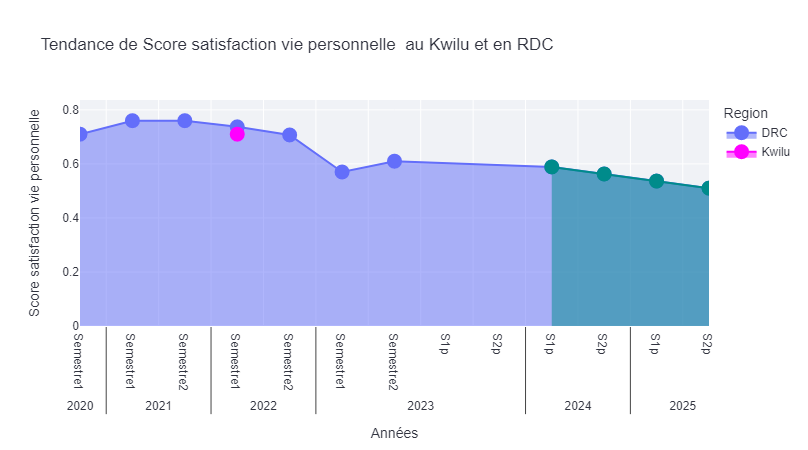 Tendance de Score satisfaction vie personnelle  au Kwilu et en RDC
Region
DRC
Kwilu
Score satisfaction vie personnelle
0.8
0.6
0.4
0.2
0
Semestre1
Semestre1
Semestre2
Semestre1
Semestre2
Semestre1
Semestre2
S1p
S2p
S1p
S2p
S1p
S2p
2020
2021
2022
2023
2024
2025
Années